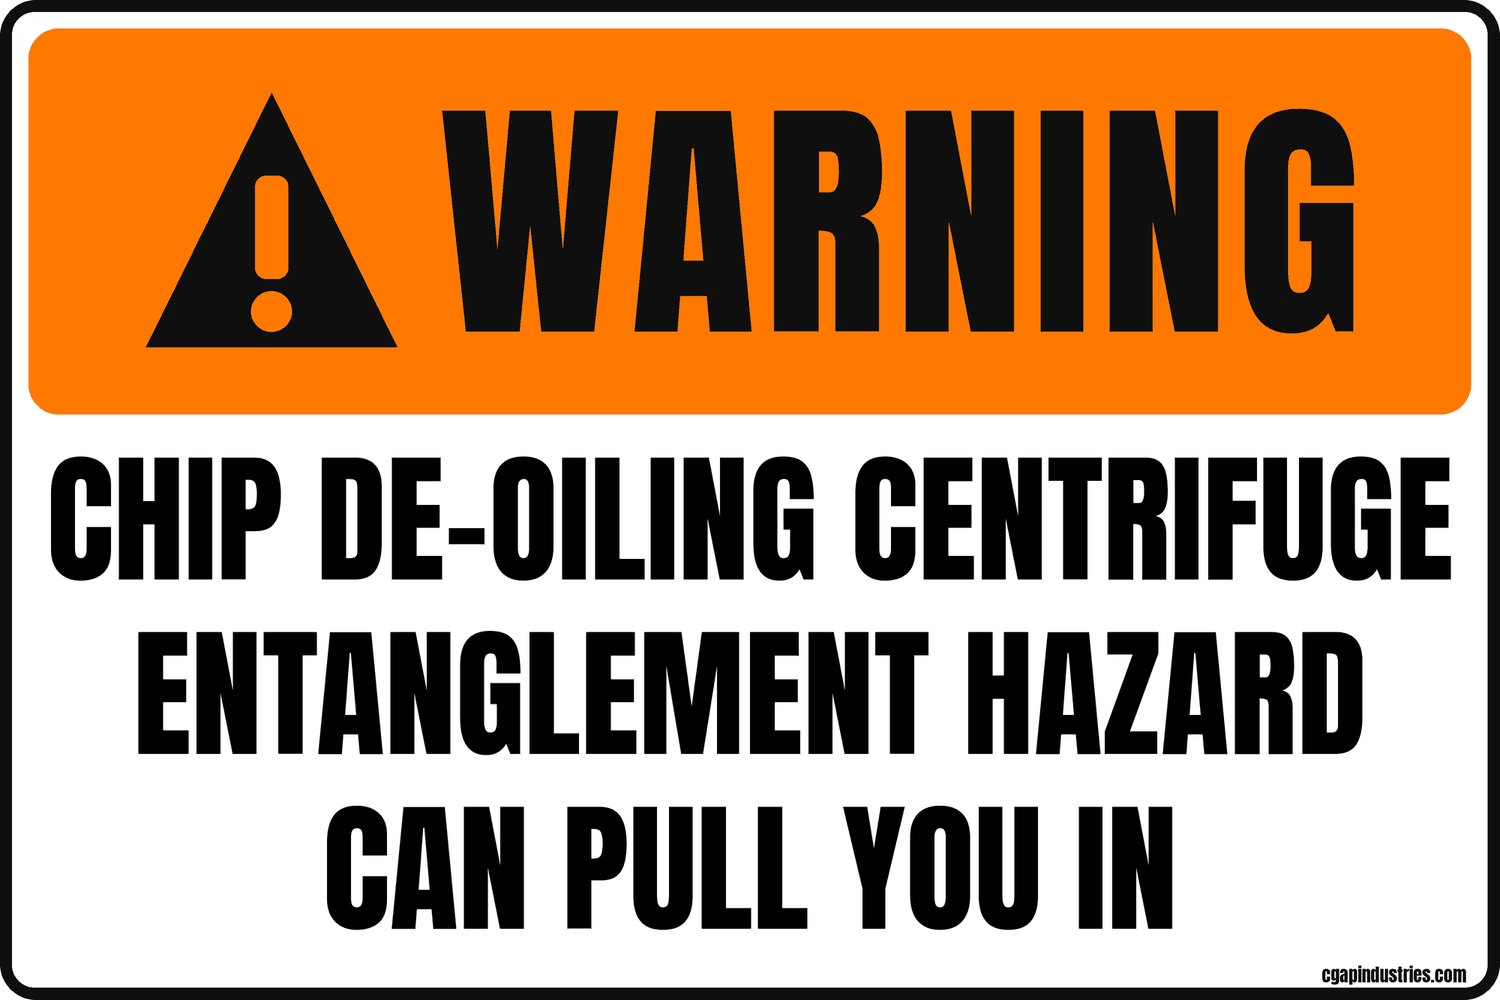 WARNING
CHIP DE-OILING CENTRIFUGE
ENTANGLEMENT HAZARD
CAN PULL YOU IN
cgapindustries.com